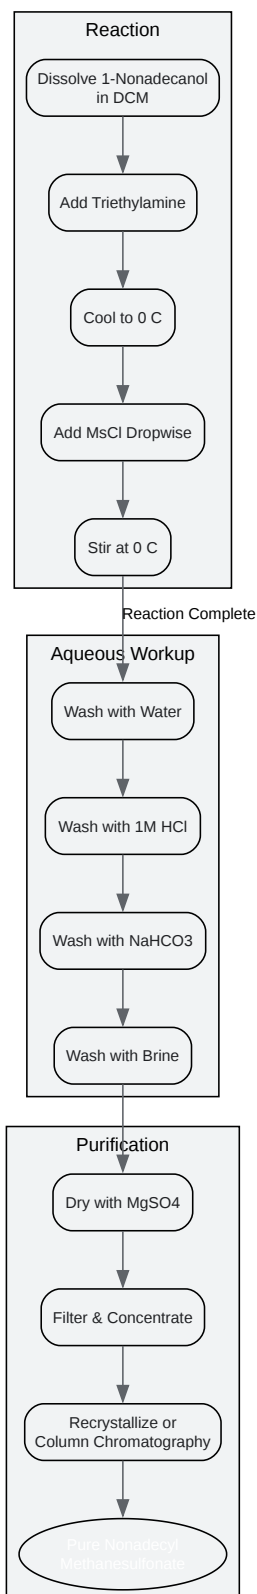 Reaction
Dissolve 1-Nonadecanol
in DCM
Add Triethylamine
Cool to 0 C
Add MsCl Dropwise
Stir at 0 C
Reaction Complete
Aqueous Workup
Wash with Water
Wash with 1M HCl
Wash with NaHCO3
Wash with Brine
Purification
Dry with MgSO4
Filter & Concentrate
Recrystallize or
Column Chromatography
Pure Nonadecyl
Methanesulfonate